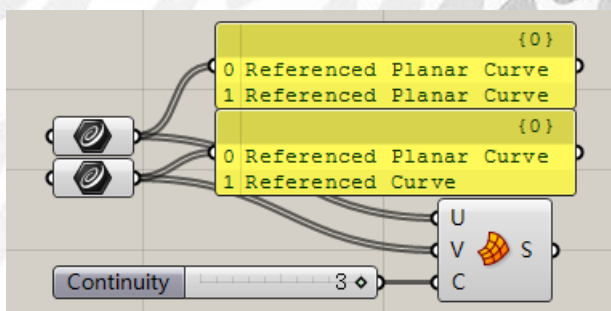 {0}
0 Referenced Planar Curve
1 Referenced Planar Curve
{0}
0 Referenced Planar Curve
1 Referenced Curve
U
V S
C
Continuity 3